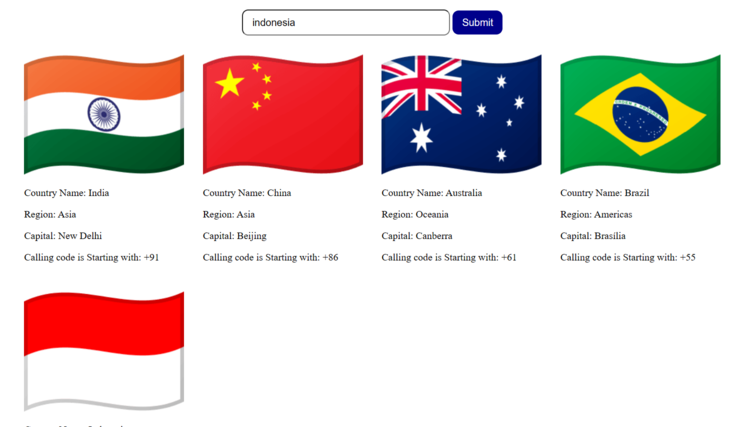 indonesia
Submit
Country Name: India
Region: Asia
Capital: New Delhi
Calling code is Starting with: +91
Country Name: China
Region: Asia
Capital: Beijing
Calling code is Starting with: +86
Country Name: Australia
Region: Oceania
Capital: Canberra
Calling code is Starting with: +61
Country Name: Brazil
Region: Americas
Capital: Brasília
Calling code is Starting with: +55